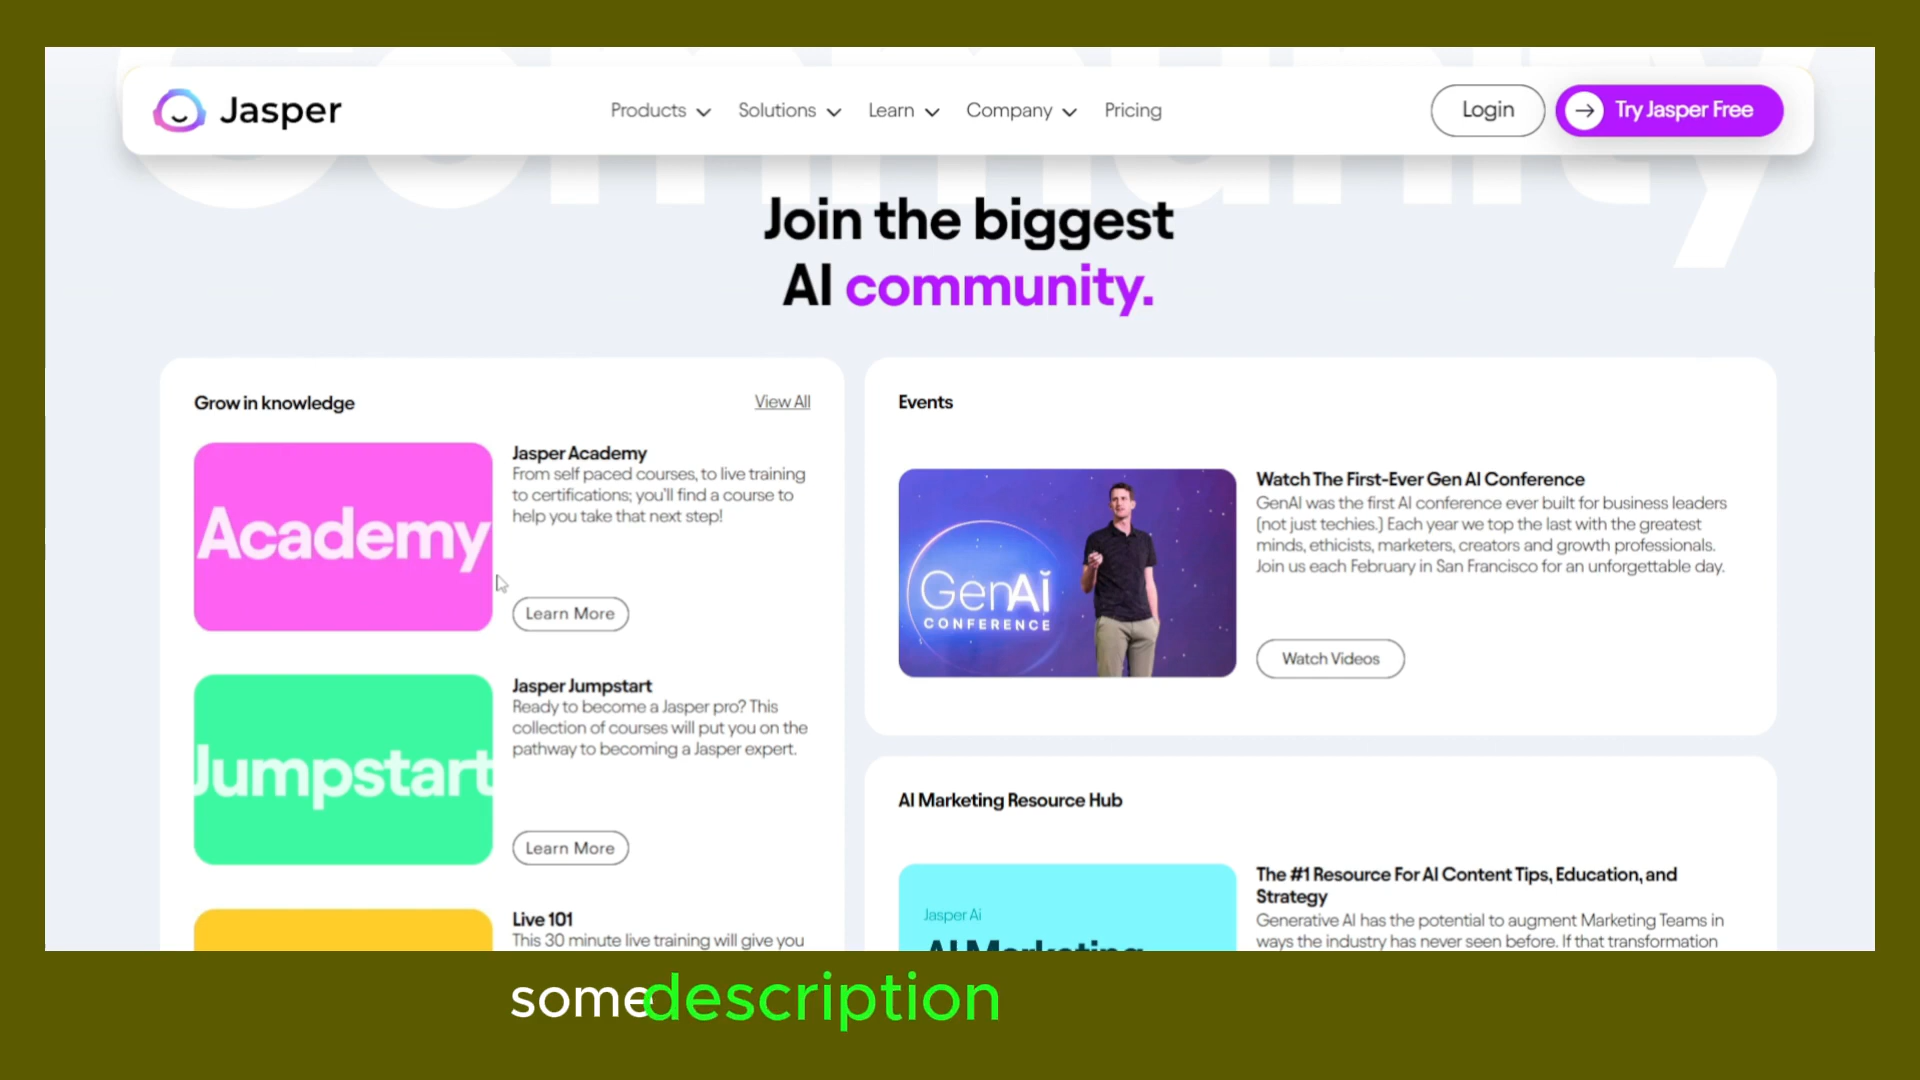 Community
Jasper
Products
Solutions
Learn
Company
Pricing
Login
Try Jasper Free
Join the biggest
AI community.
Grow in knowledge
View All
Academy
Jasper Academy
From self paced courses, to live training
to certifications; you'll find a course to
help you take that next step!
Learn More
Jumpstart
Jasper Jumpstart
Ready to become a Jasper pro? This
collection of courses will put you on the
pathway to becoming a Jasper expert.
Learn More
Live 101
This 30 minute live training will give you
Events
GenAI
CONFERENCE
Watch The First-Ever Gen AI Conference
GenAI was the first AI conference ever built for business leaders
(not just techies.) Each year we top the last with the greatest
minds, ethicists, marketers, creators and growth professionals.
Join us each February in San Francisco for an unforgettable day.
Watch Videos
AI Marketing Resource Hub
Jasper Ai
AI Marketing
The #1 Resource For AI Content Tips, Education, and
Strategy
Generative AI has the potential to augment Marketing Teams in
ways the industry has never seen before. If that transformation
some description